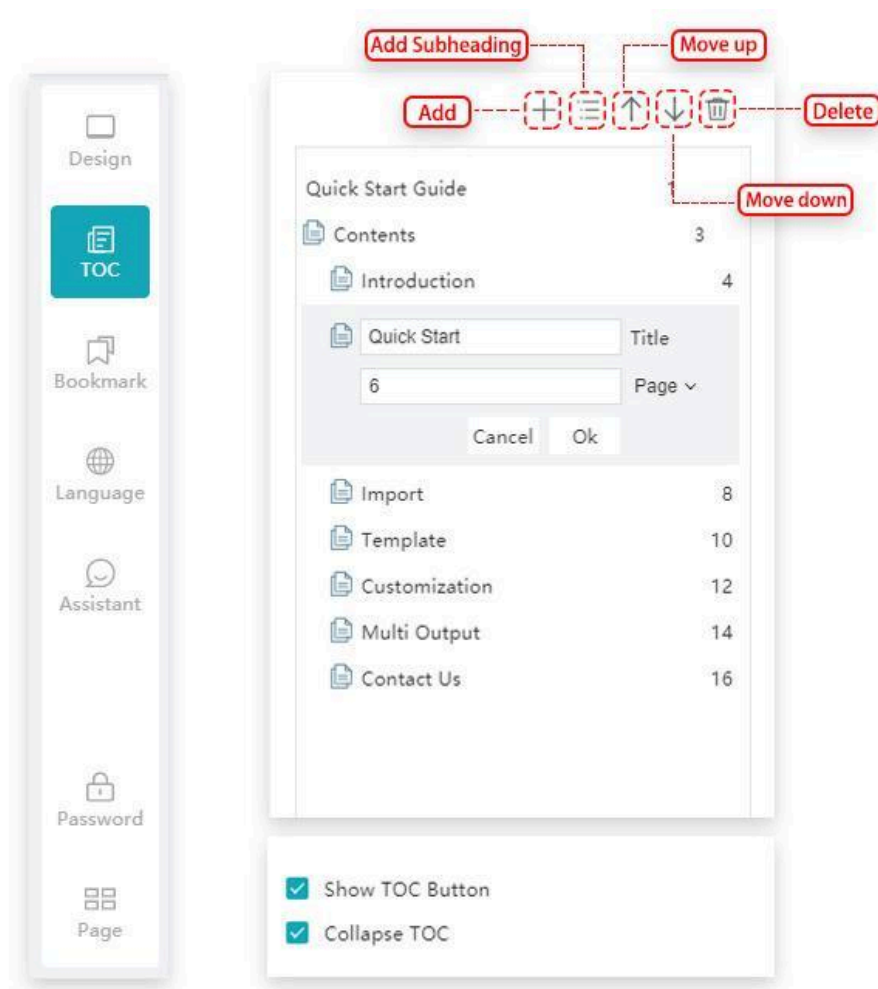 Add Subheading
Move up
Add
Delete
Move down
Design
TOC
Bookmark
Language
Assistant
Password
Page
Quick Start Guide 1
Contents 3
Introduction 4
Quick Start Title
6 Page
Cancel Ok
Import 8
Template 10
Customization 12
Multi Output 14
Contact Us 16
Show TOC Button
Collapse TOC